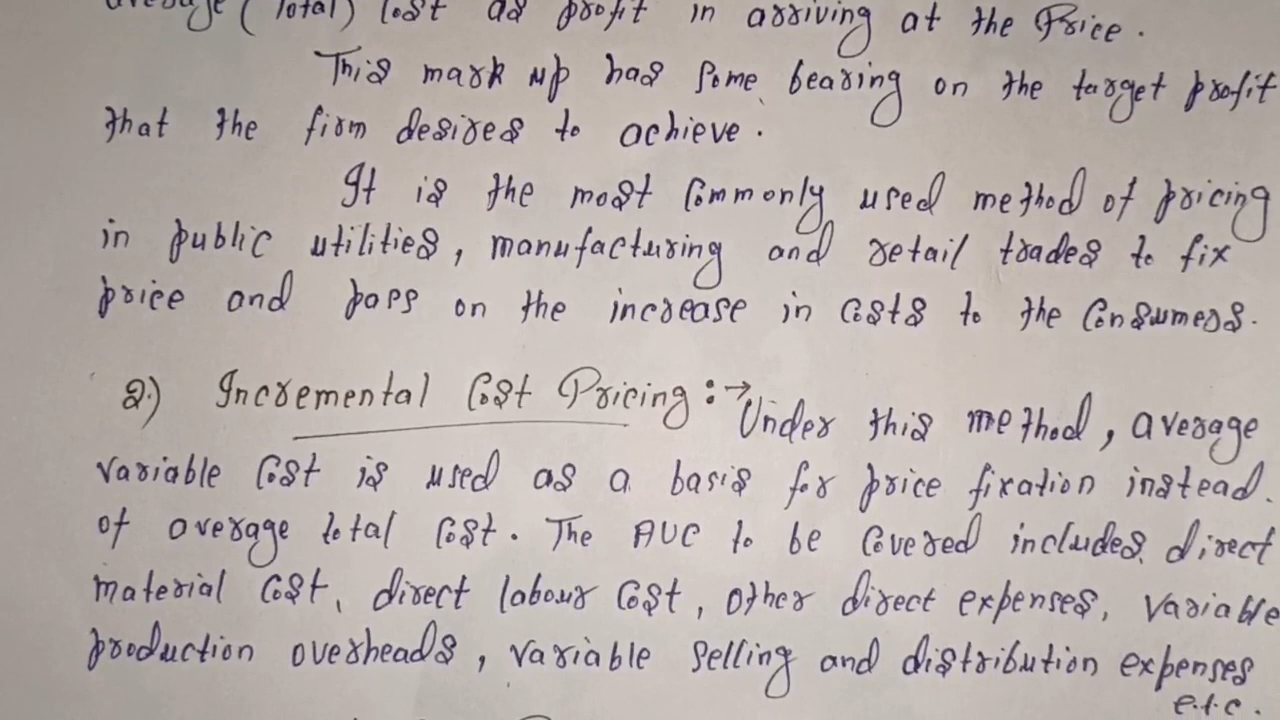 average (Total) Cost as profit in arriving at the Price.
This mark up has some bearing on the target profit
that the firm desires to achieve.
It is the most Commonly used method of pricing
in public utilities, manufacturing and retail trades to fix
price and pass on the increase in Costs to the Consumers.
2.) Incremental Cost Pricing :→ Under this method, average
variable Cost is used as a basis for price fixation instead.
of average total Cost. The AVC to be Covered includes direct
material Cost, direct labour Cost, other direct expenses, variable
production overheads, variable selling and distribution expenses
e.t.c.